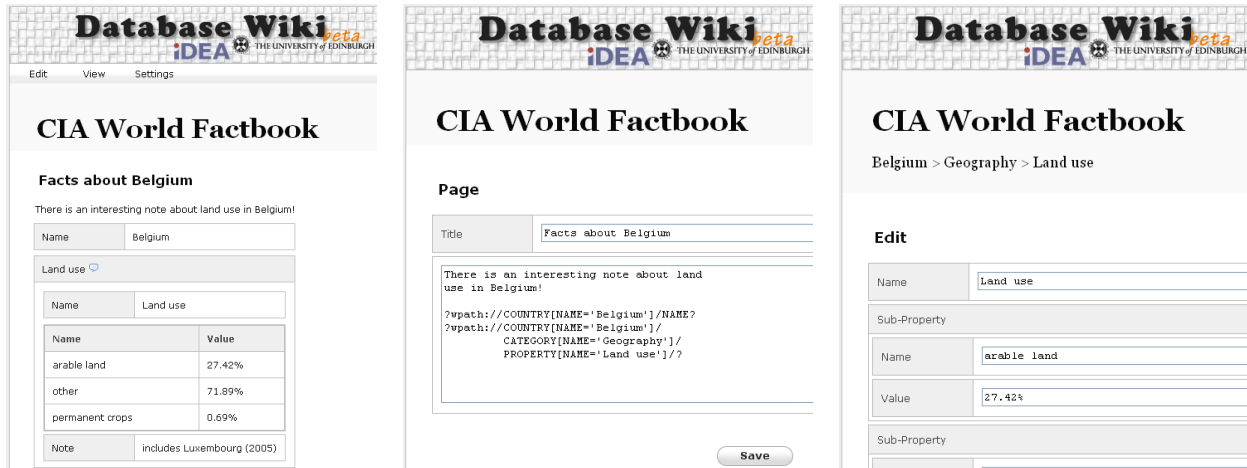 Database Wiki
beta
iDEA
THE UNIVERSITY of EDINBURGH
Edit View Settings
CIA World Factbook
Facts about Belgium
There is an interesting note about land use in Belgium!
Name Belgium
Land use
Name Land use
Name Value
arable land 27.42%
other 71.89%
permanent crops 0.69%
Note includes Luxembourg (2005)
Database Wiki
beta
iDEA
THE UNIVERSITY of EDINBURGH
CIA World Factbook
Page
Title Facts about Belgium
There is an interesting note about land
use in Belgium!
?wpath://COUNTRY[NAME='Belgium']/NAME?
?wpath://COUNTRY[NAME='Belgium']/
CATEGORY[NAME='Geography']/
PROPERTY[NAME='Land use']/?
Save
Database Wiki
beta
iDEA
THE UNIVERSITY of EDINBURGH
CIA World Factbook
Belgium > Geography > Land use
Edit
Name Land use
Sub-Property
Name arable land
Value 27.42%
Sub-Property